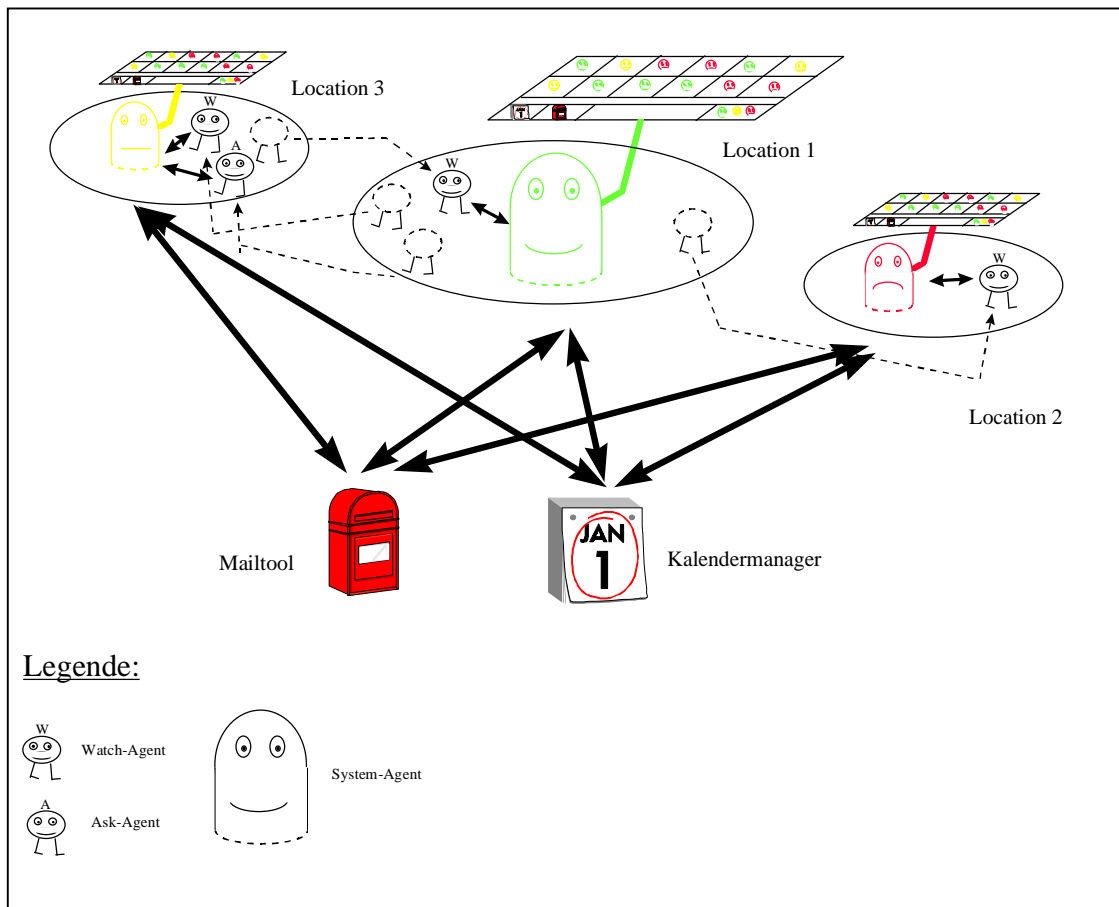 Location 3
W
A
W
Location 1
W
Location 2
Mailtool
JAN
1
Kalendermanager
Legende:
W
Watch-Agent
System-Agent
A
Ask-Agent